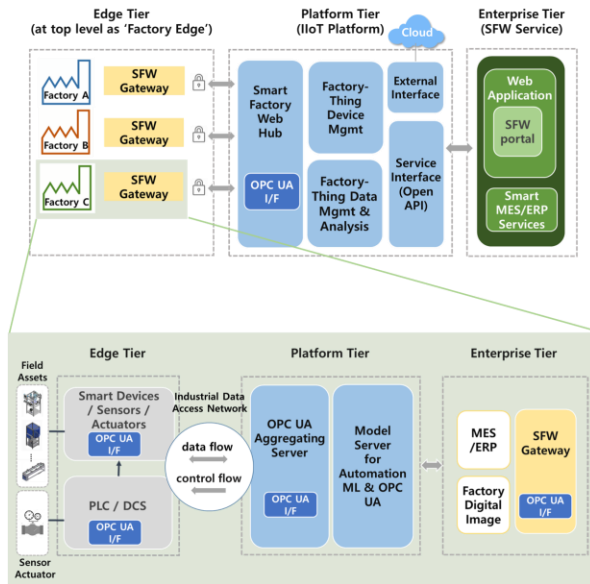 Edge Tier
(at top level as ‘Factory Edge’)
Platform Tier
(IIoT Platform)
Enterprise Tier
(SFW Service)
Cloud
Factory A
SFW
Gateway
Factory B
SFW
Gateway
Factory C
SFW
Gateway
Smart
Factory
Web
Hub
OPC UA
I/F
Factory-
Thing
Device
Mgmt
Factory-
Thing Data
Mgmt &
Analysis
External
Interface
Service
Interface
(Open
API)
Web
Application
SFW
portal
Smart
MES/ERP
Services
Edge Tier
Platform Tier
Enterprise Tier
Field
Assets
Smart Devices
/ Sensors /
Actuators
OPC UA
I/F
PLC / DCS
OPC UA
I/F
Sensor
Actuator
Industrial Data
Access Network
data flow
control flow
OPC UA
Aggregating
Server
OPC UA
I/F
Model
Server
for
Automation
ML & OPC
UA
MES
/ERP
Factory
Digital
Image
SFW
Gateway
OPC UA
I/F